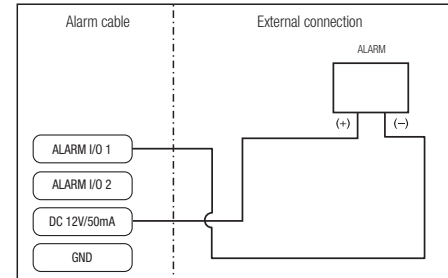 Alarm cable
External connection
ALARM
(+)
(–)
ALARM I/O 1
ALARM I/O 2
DC 12V/50mA
GND